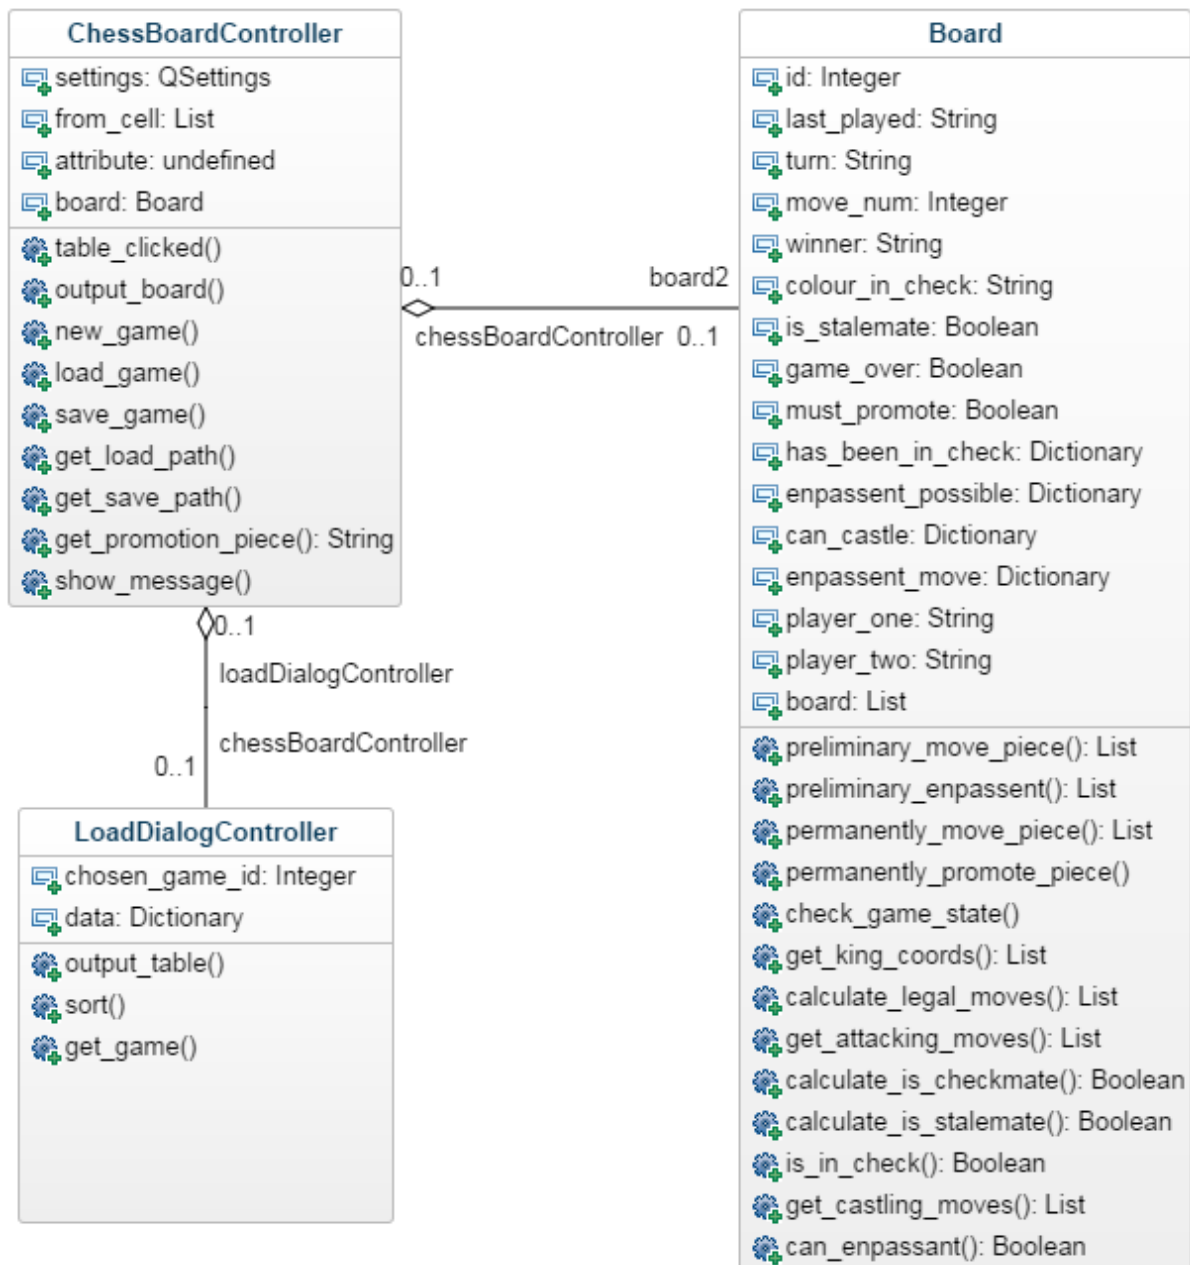 ChessBoardController
settings: QSettings
from_cell: List
attribute: undefined
board: Board
table_clicked()
output_board()
new_game()
load_game()
save_game()
get_load_path()
get_save_path()
get_promotion_piece(): String
show_message()
0..1
board2
chessBoardController 0..1
0..1
loadDialogController
chessBoardController
0..1
LoadDialogController
chosen_game_id: Integer
data: Dictionary
output_table()
sort()
get_game()
Board
id: Integer
last_played: String
turn: String
move_num: Integer
winner: String
colour_in_check: String
is_stalemate: Boolean
game_over: Boolean
must_promote: Boolean
has_been_in_check: Dictionary
enpassent_possible: Dictionary
can_castle: Dictionary
enpassent_move: Dictionary
player_one: String
player_two: String
board: List
preliminary_move_piece(): List
preliminary_enpassent(): List
permanently_move_piece(): List
permanently_promote_piece()
check_game_state()
get_king_coords(): List
calculate_legal_moves(): List
get_attacking_moves(): List
calculate_is_checkmate(): Boolean
calculate_is_stalemate(): Boolean
is_in_check(): Boolean
get_castling_moves(): List
can_enpassant(): Boolean